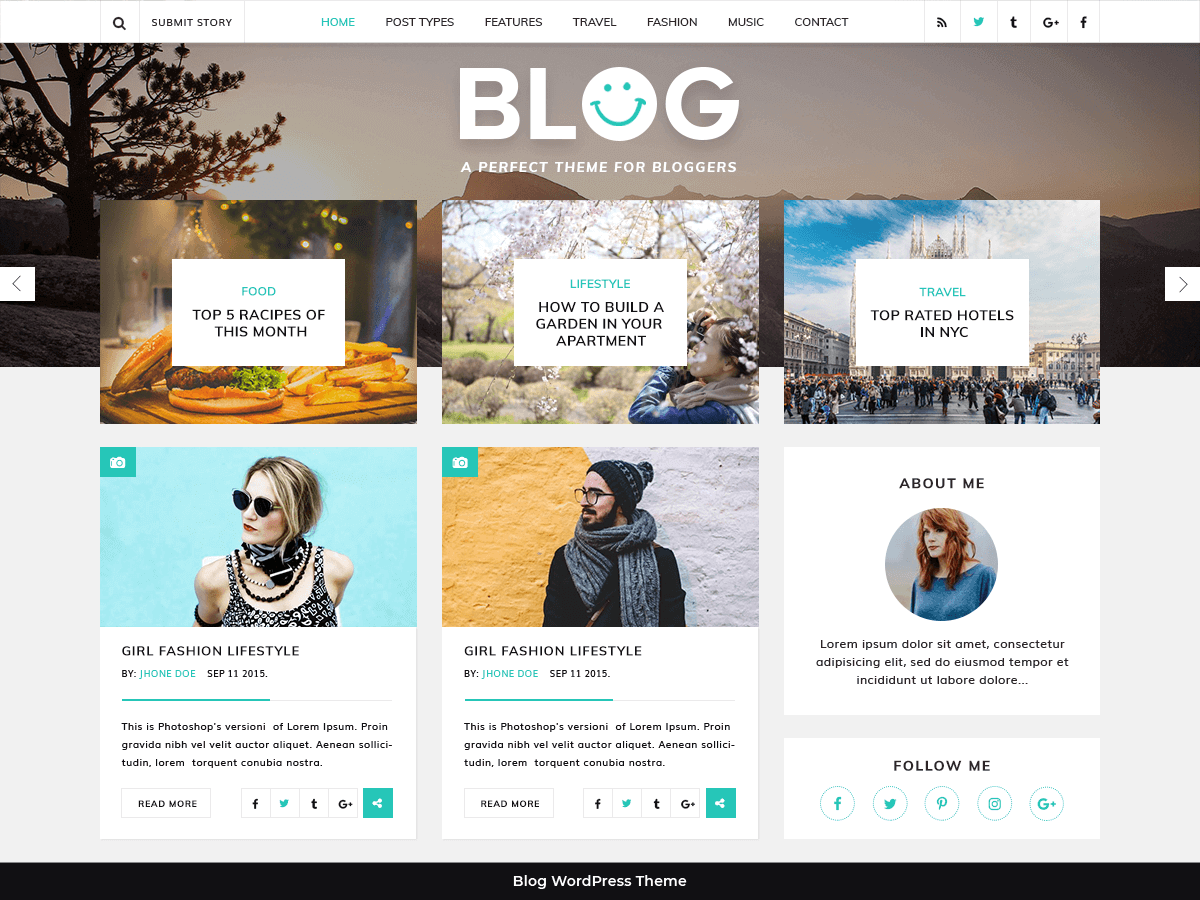 SUBMIT STORY
HOME POST TYPES FEATURES TRAVEL FASHION MUSIC CONTACT
BLOG
A PERFECT THEME FOR BLOGGERS
FOOD
TOP 5 RACIPES OF
THIS MONTH
LIFESTYLE
HOW TO BUILD A
GARDEN IN YOUR
APARTMENT
TRAVEL
TOP RATED HOTELS
IN NYC
GIRL FASHION LIFESTYLE
BY: JHONE DOE SEP 11 2015.
This is Photoshop's versioni of Lorem Ipsum. Proin
gravida nibh vel velit auctor aliquet. Aenean sollici-
tudin, lorem torquent conubia nostra.
READ MORE
GIRL FASHION LIFESTYLE
BY: JHONE DOE SEP 11 2015.
This is Photoshop's versioni of Lorem Ipsum. Proin
gravida nibh vel velit auctor aliquet. Aenean sollici-
tudin, lorem torquent conubia nostra.
READ MORE
ABOUT ME
Lorem ipsum dolor sit amet, consectetur
adipisicing elit, sed do eiusmod tempor et
incididunt ut labore dolore...
FOLLOW ME
Blog WordPress Theme